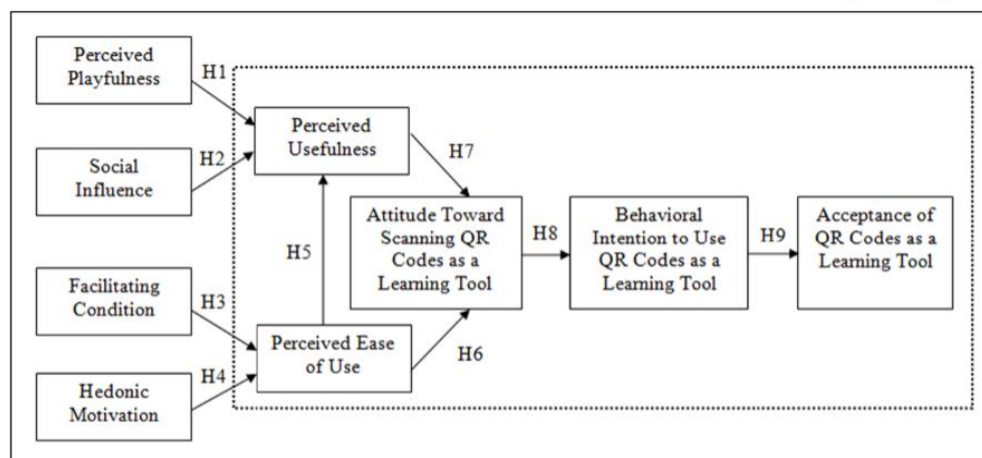 Perceived
Playfulness
H1
Social
Influence
H2
Perceived
Usefulness
H7
Attitude Toward
Scanning QR
Codes as a
Learning Tool
H8
Behavioral
Intention to Use
QR Codes as a
Learning Tool
H9
Acceptance of
QR Codes as a
Learning Tool
H5
Facilitating
Condition
H3
Perceived Ease
of Use
H6
Hedonic
Motivation
H4